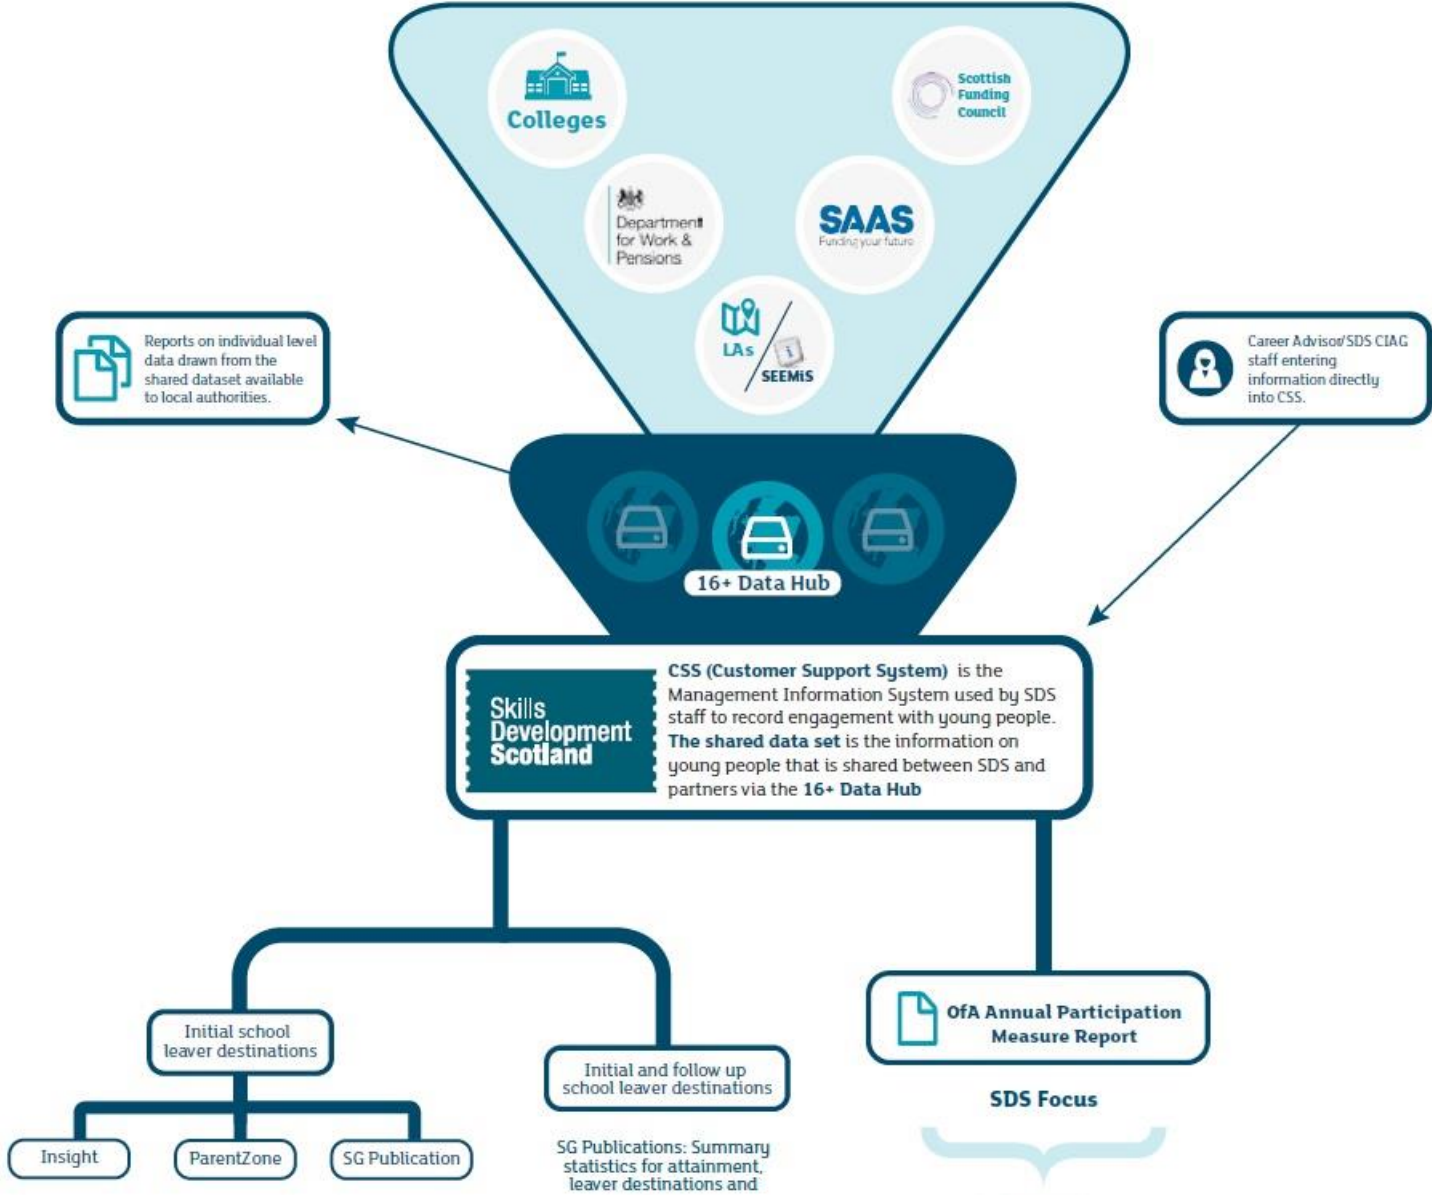 Colleges
Scottish
Funding
Council
Department
for Work &
Pensions
SAAS
Funding your future
LAs
i
SEEMiS
Reports on individual level
data drawn from the
shared dataset available
to local authorities.
Career Advisor/SDS CIAG
staff entering
information directly
into CSS.
16+ Data Hub
Skills
Development
Scotland
CSS (Customer Support System) is the
Management Information System used by SDS
staff to record engagement with young people.
The shared data set is the information on
young people that is shared between SDS and
partners via the 16+ Data Hub
Initial school
leaver destinations
Insight
ParentZone
SG Publication
Initial and follow up
school leaver destinations
SG Publications: Summary
statistics for attainment,
leaver destinations and
OfA Annual Participation
Measure Report
SDS Focus